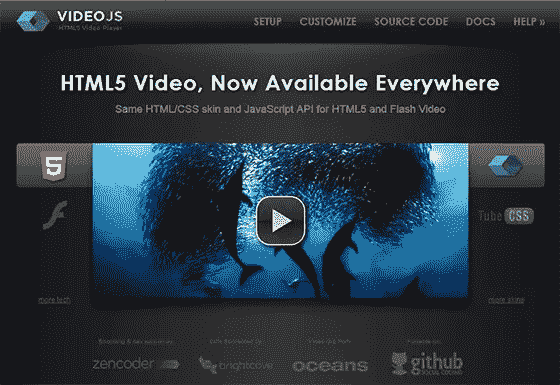 VIDEOJS
HTML5 Video Player
SETUP CUSTOMIZE SOURCE CODE DOCS HELP »
HTML5 Video, Now Available Everywhere
Same HTML/CSS skin and JavaScript API for HTML5 and Flash Video
5
Tube CSS
more tech
more skins
zencoder
brightcove
oceans
github
SOCIAL CODING